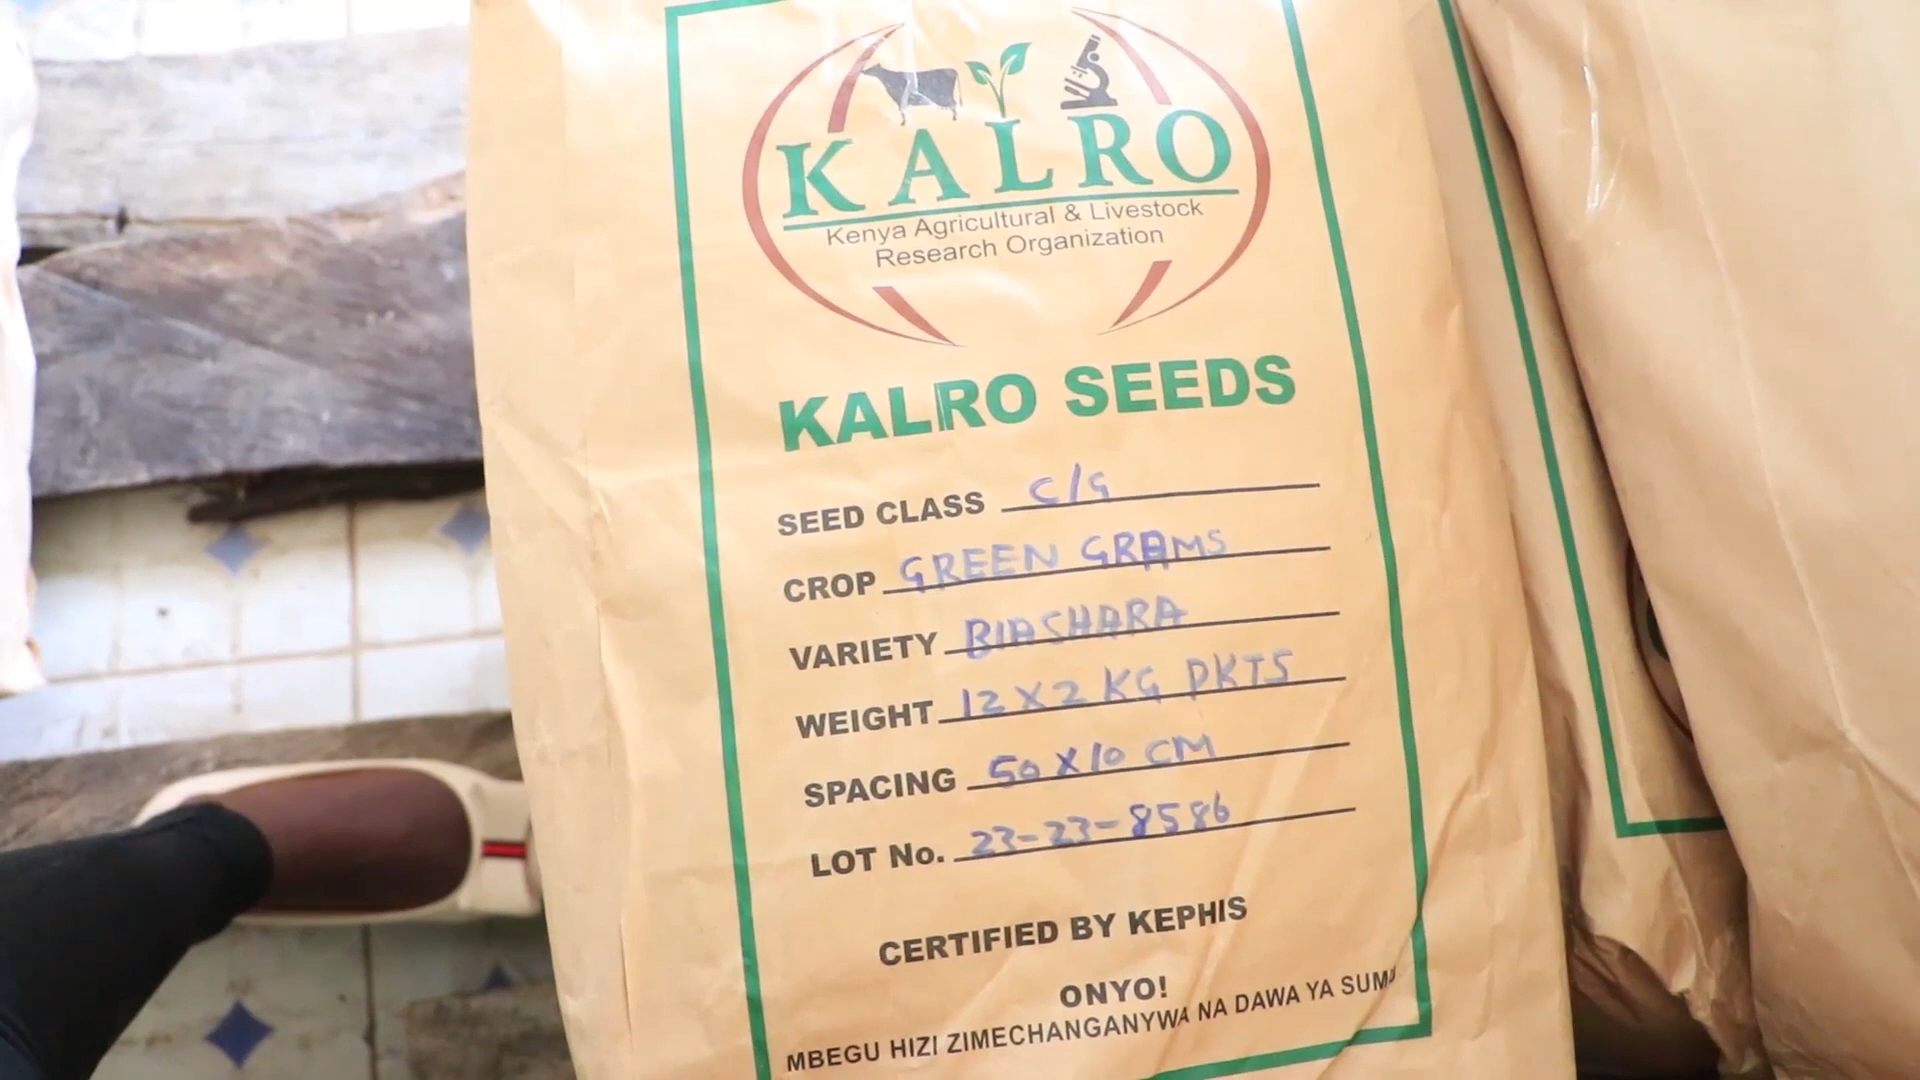 KALRO
Kenya Agricultural & Livestock
Research Organization
KALRO SEEDS
SEED CLASS C/G
CROP GREEN GRAMS
VARIETY BIASHARA
WEIGHT 12 X 2 KG PKTS
SPACING 50 X 10 CM
LOT No. 23-23-8586
CERTIFIED BY KEPHIS
ONYO!
MBEGU HIZI ZIMECHANGANYWA NA DAWA YA SUMU